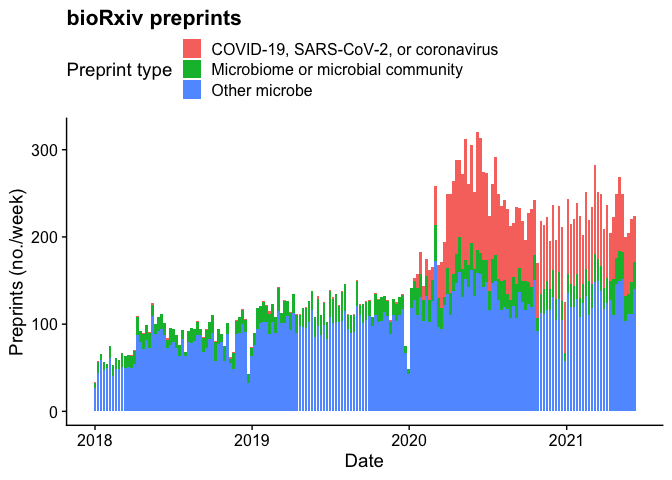 bioRxiv preprints
Preprint type
COVID-19, SARS-CoV-2, or coronavirus
Microbiome or microbial community
Other microbe
Preprints (no./week)
300
200
100
0
2018
2019
2020
2021
Date